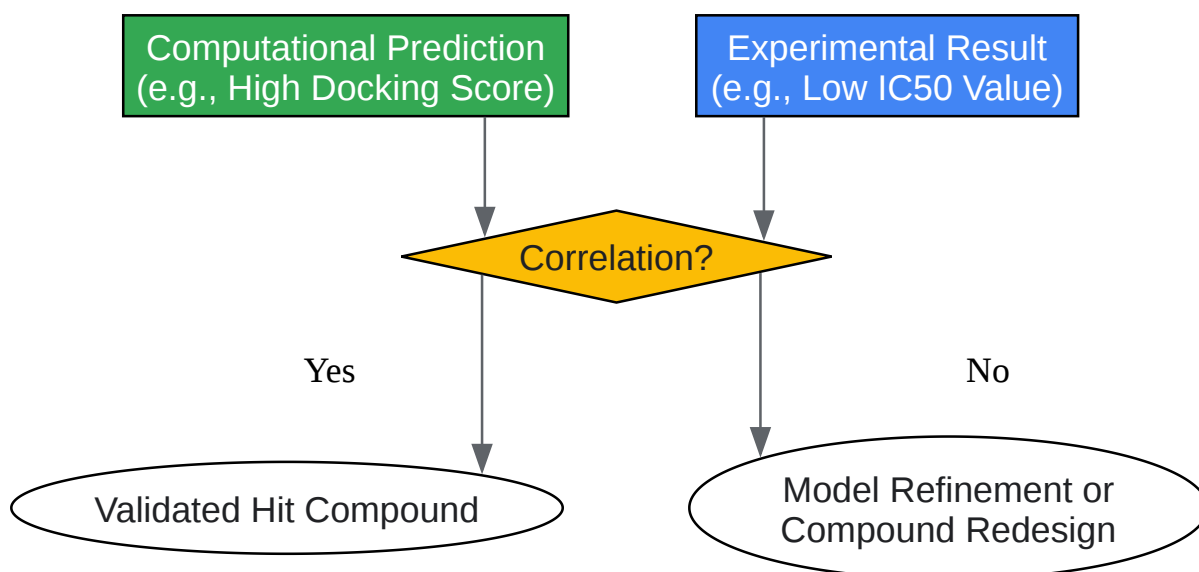 Computational Prediction
(e.g., High Docking Score)
Experimental Result
(e.g., Low IC50 Value)
Correlation?
Yes
No
Validated Hit Compound
Model Refinement or
Compound Redesign